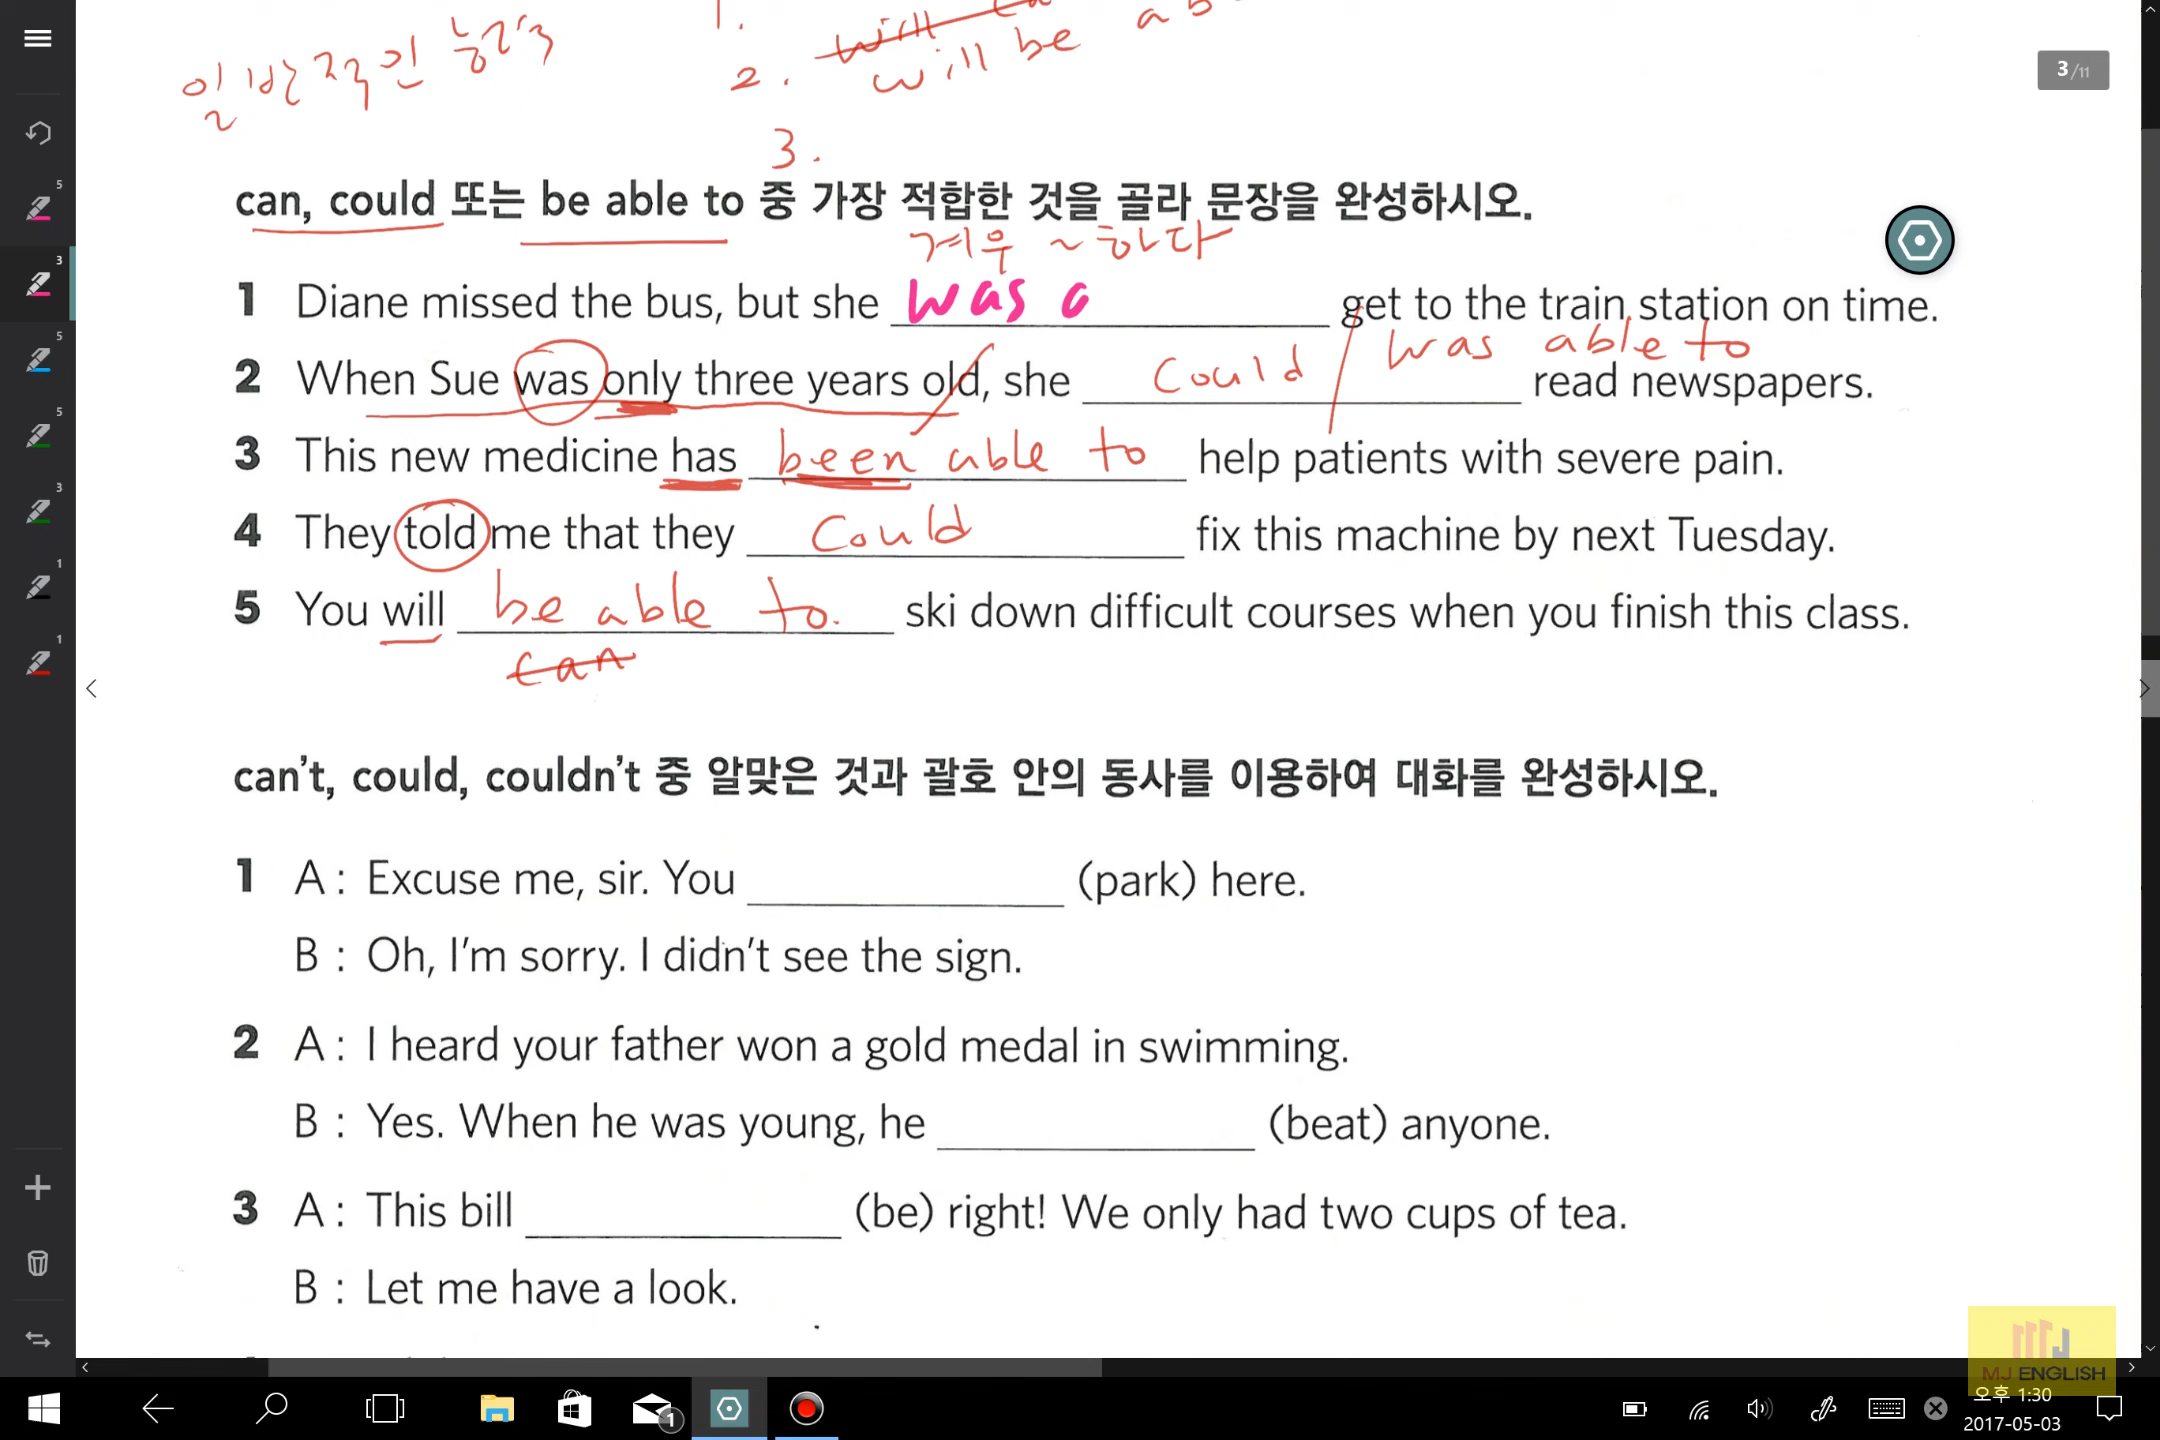 1.
일반적인 능력
2. will be
3/11
3.
can, could 또는 be able to 중 가장 적합한 것을 골라 문장을 완성하시오.
겨우 ~하다
1 Diane missed the bus, but she was a get to the train station on time.
was able to
2 When Sue was only three years old, she could read newspapers.
3 This new medicine has been able to help patients with severe pain.
4 They told me that they could fix this machine by next Tuesday.
5 You will be able to. ski down difficult courses when you finish this class.
can
can't, could, couldn't 중 알맞은 것과 괄호 안의 동사를 이용하여 대화를 완성하시오.
1 A : Excuse me, sir. You (park) here.
B : Oh, I'm sorry. I didn't see the sign.
2 A : I heard your father won a gold medal in swimming.
B : Yes. When he was young, he (beat) anyone.
3 A : This bill (be) right! We only had two cups of tea.
B : Let me have a look.
5
3
5
5
3
1
1
MJ ENGLISH
1
오후 1:30
2017-05-03